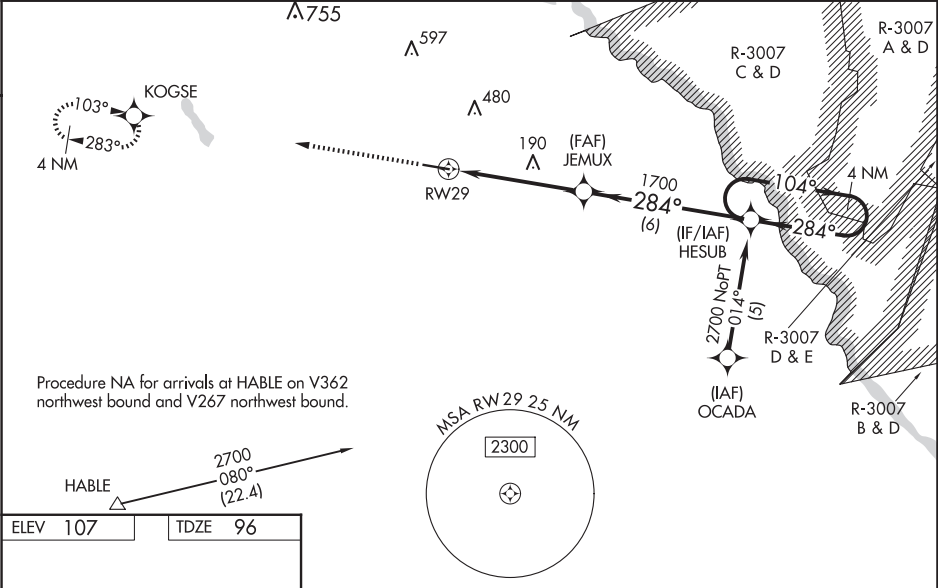 755
597
480
190
R-3007
C & D
R-3007
A & D
KOGSE
103°
283°
4 NM
RW29
(FAF)
JEMUX
1700
284°
(6)
(IF/IAF)
HESUB
104°
4 NM
284°
2700 NoPT
014°
(5)
R-3007
D & E
(IAF)
OCADA
R-3007
B & D
Procedure NA for arrivals at HABLE on V362
northwest bound and V267 northwest bound.
HABLE
2700
080°
(22.4)
MSA RW 29 25 NM
2300
ELEV 107
TDZE 96